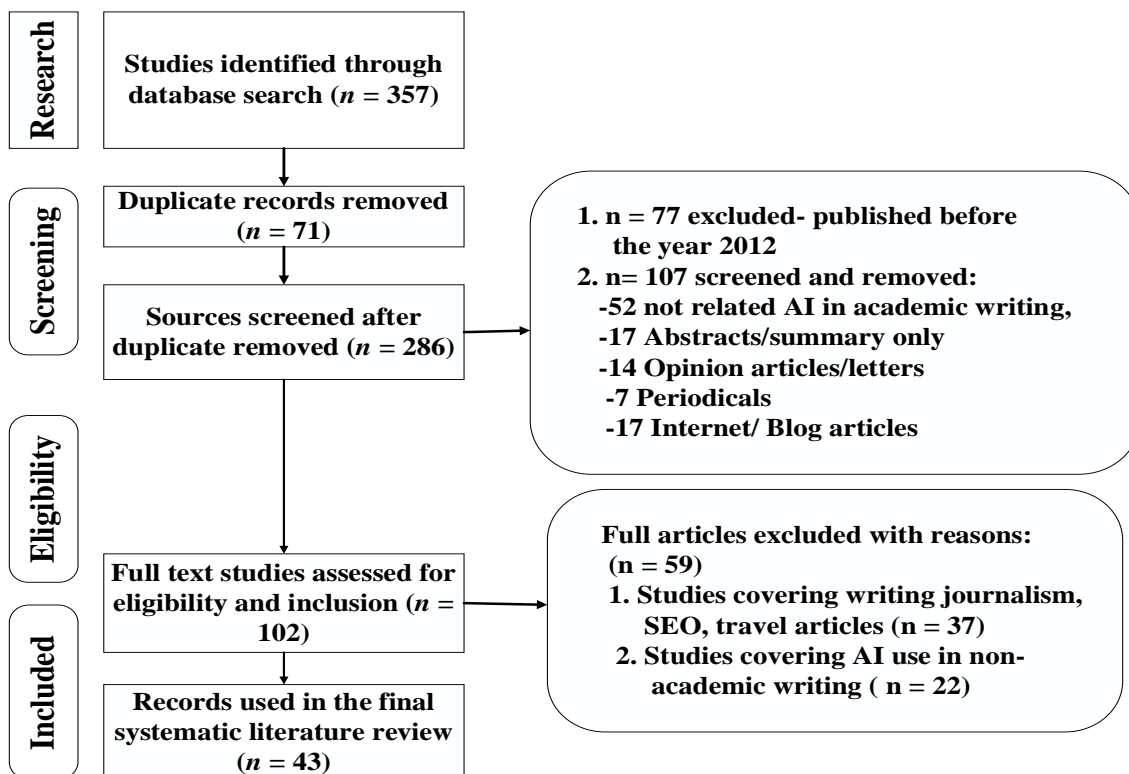 Research
Studies identified through
database search (n = 357)
Screening
Duplicate records removed
(n = 71)
Sources screened after
duplicate removed (n = 286)
1. n = 77 excluded- published before
the year 2012
2. n= 107 screened and removed:
-52 not related AI in academic writing,
-17 Abstracts/summary only
-14 Opinion articles/letters
-7 Periodicals
-17 Internet/ Blog articles
Eligibility
Full text studies assessed for
eligibility and inclusion (n =
102)
Full articles excluded with reasons:
(n = 59)
1. Studies covering writing journalism,
SEO, travel articles (n = 37)
2. Studies covering AI use in non-
academic writing ( n = 22)
Included
Records used in the final
systematic literature review
(n = 43)